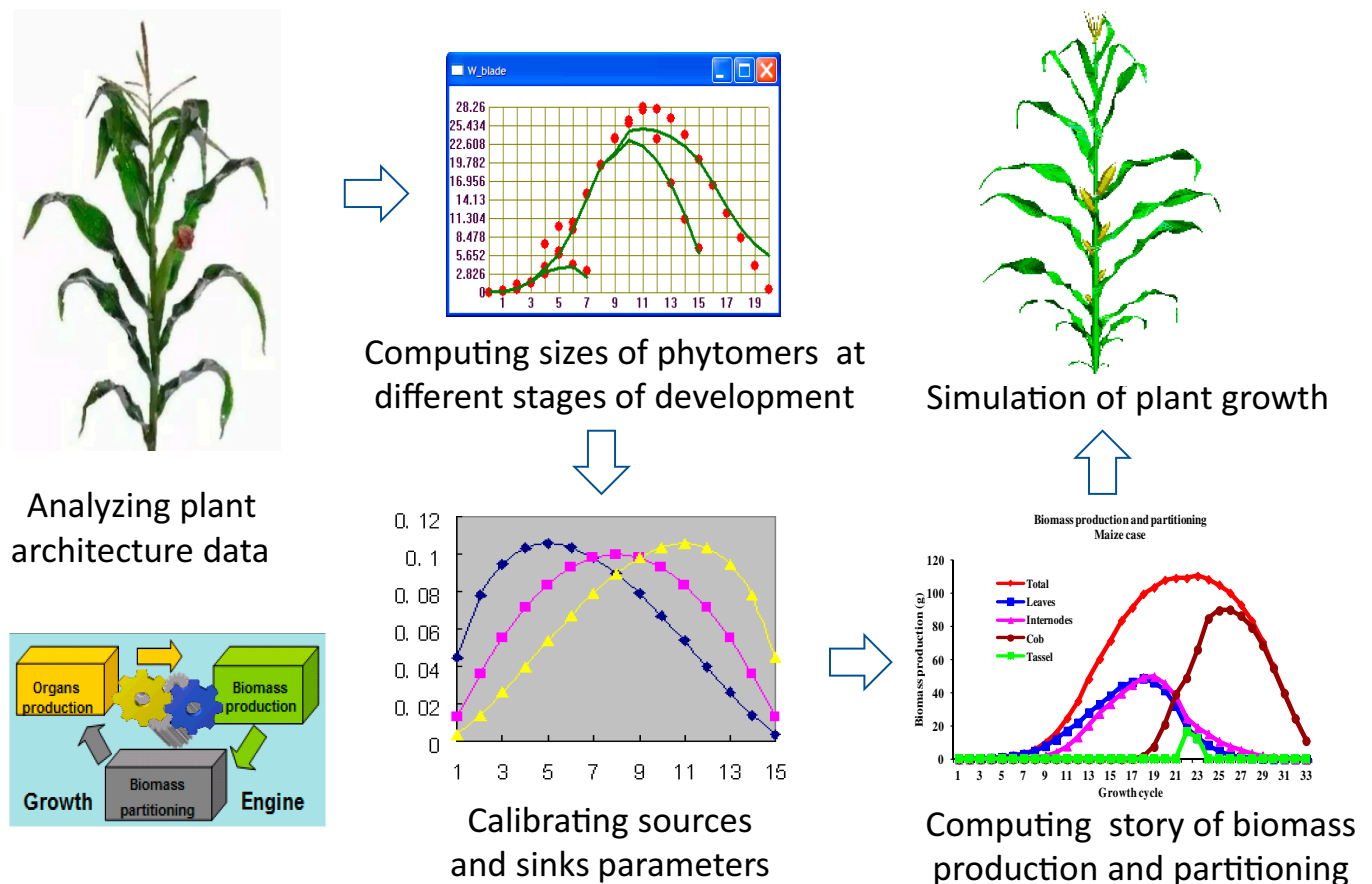 W_blade
28.26
25.434
22.608
19.782
16.956
14.13
11.304
8.478
5.652
2.826
0
1 3 5 7 9 11 13 15 17 19
Computing sizes of phytomers at
different stages of development
Simulation of plant growth
Analyzing plant
architecture data
Organs
production
Biomass
production
Biomass
partitioning
Growth Engine
0. 12
0. 1
0. 08
0. 06
0. 04
0. 02
0
1 3 5 7 9 11 13 15
Calibrating sources
and sinks parameters
Biomass production and partitioning
Maize case
Biomass production (g)
120
100
80
60
40
20
0
Total
Leaves
Internodes
Cob
Tassel
1 3 5 7 9 11 13 15 17 19 21 23 25 27 29 31 33
Growth cycle
Computing story of biomass
production and partitioning